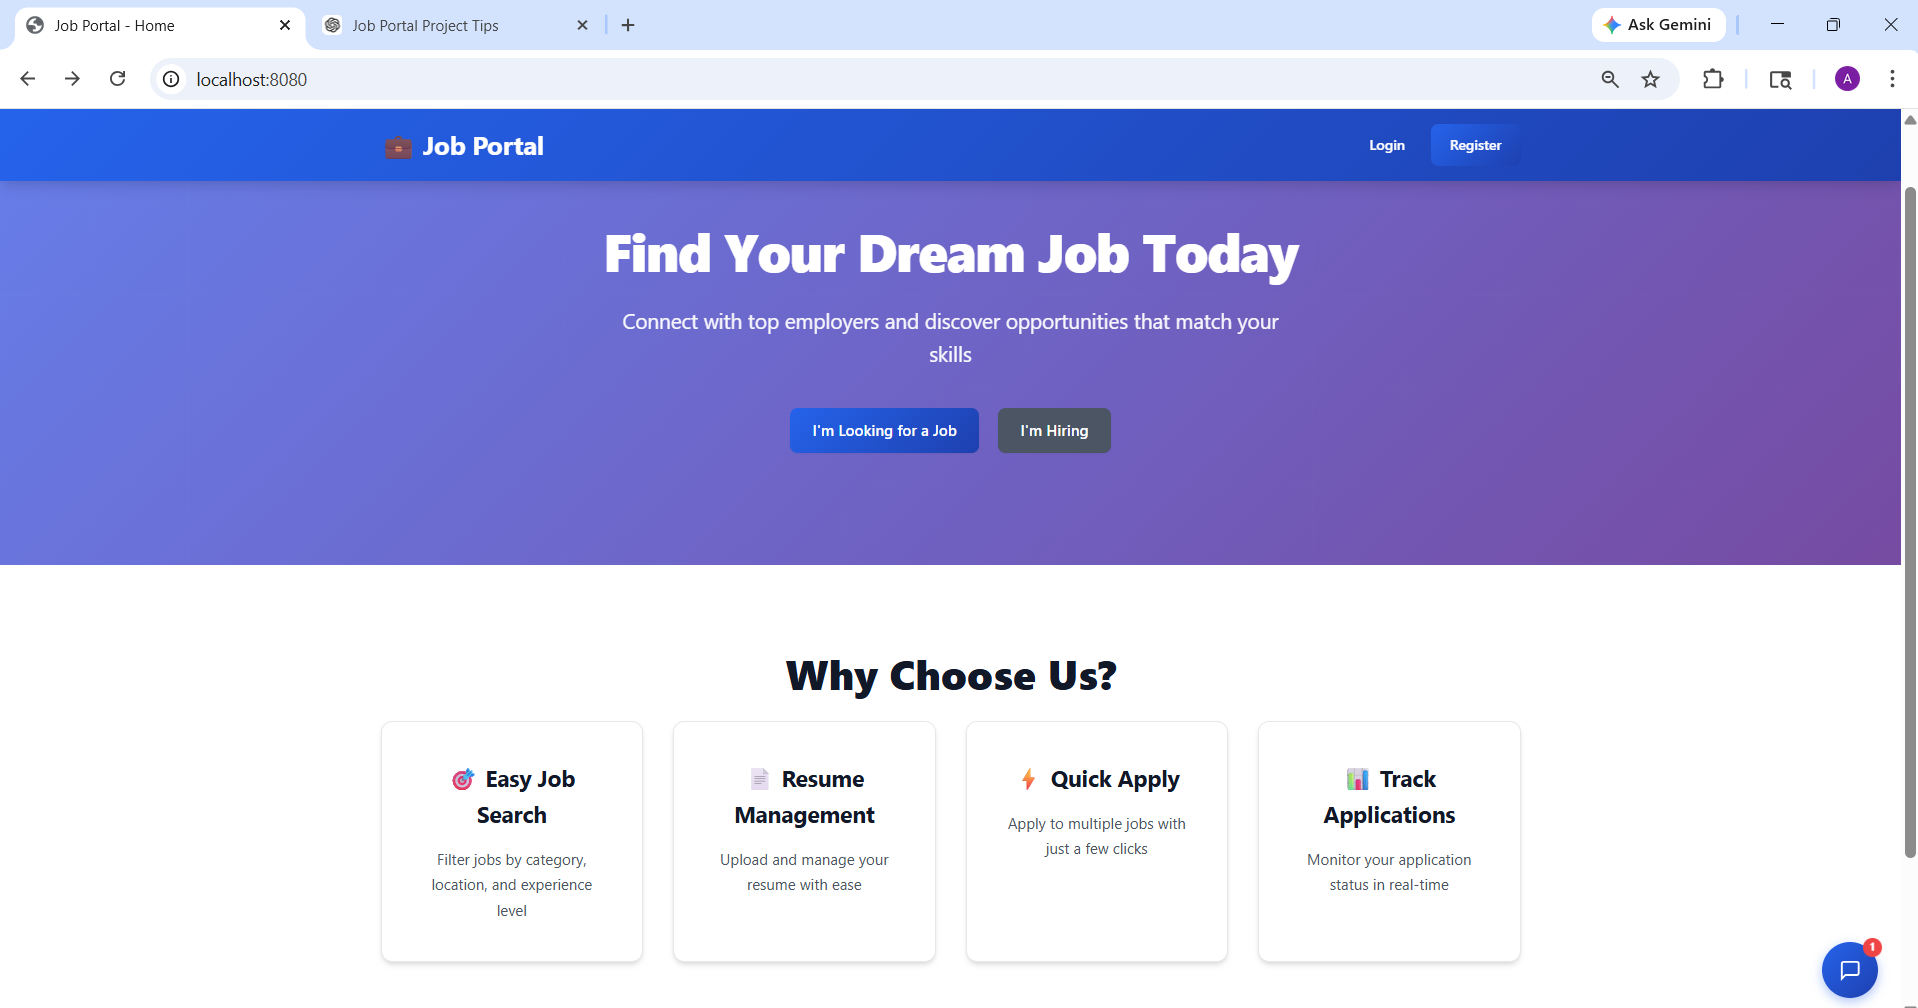 Job Portal - Home
Job Portal Project Tips
Ask Gemini
localhost:8080
A
Job Portal
Login
Register
Find Your Dream Job Today
Connect with top employers and discover opportunities that match your
skills
I'm Looking for a Job
I'm Hiring
Why Choose Us?
Easy Job
Search
Filter jobs by category,
location, and experience
level
Resume
Management
Upload and manage your
resume with ease
Quick Apply
Apply to multiple jobs with
just a few clicks
Track
Applications
Monitor your application
status in real-time
1